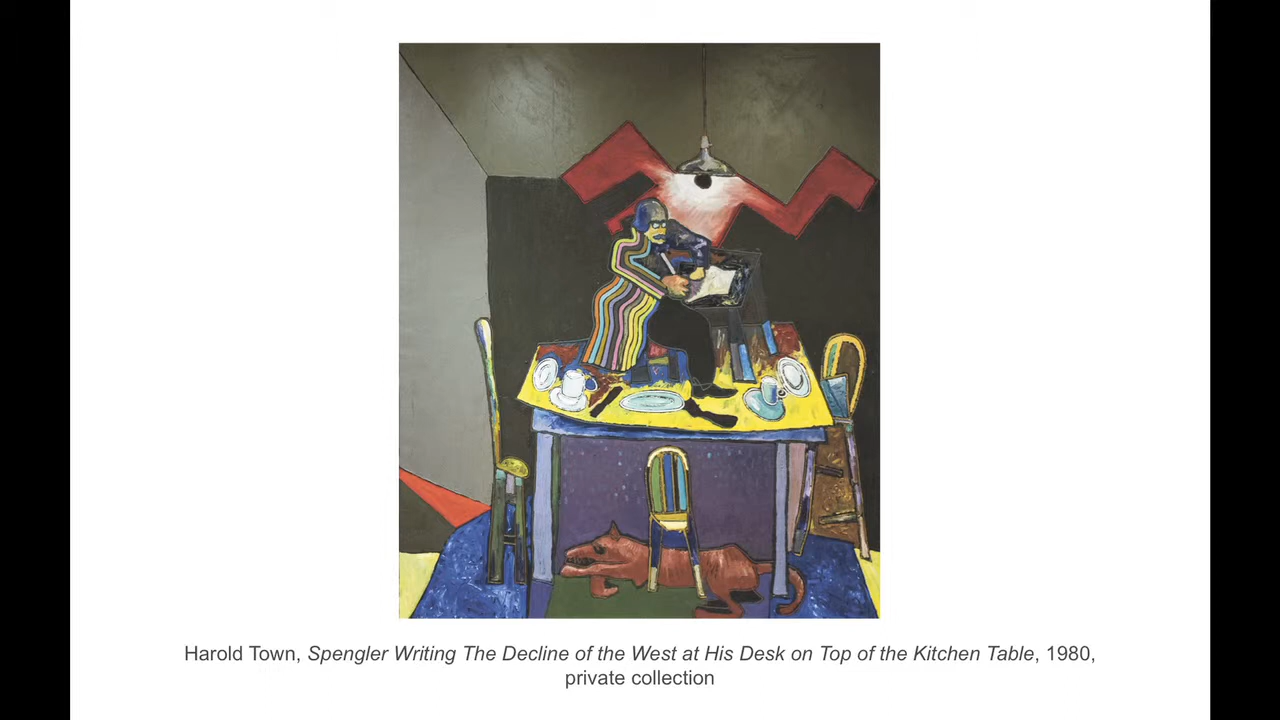 Harold Town, Spengler Writing The Decline of the West at His Desk on Top of the Kitchen Table, 1980,
private collection